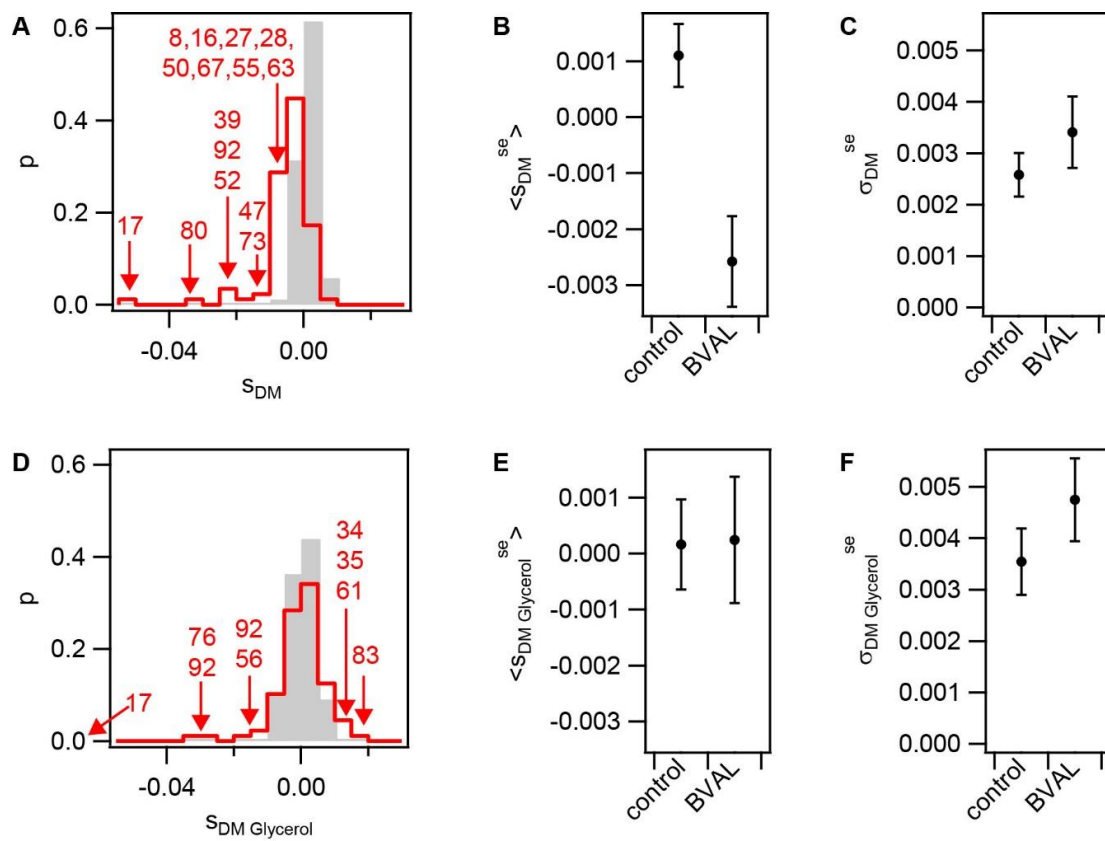 A
0.6
0.4
0.2
0.0
p
8,16,27,28,
50,67,55,63
39
92
52
47
73
17
80
-0.04
0.00
sDM
B
0.001
0.000
-0.001
-0.002
-0.003
<sDM se>
control
BVAL
C
0.005
0.004
0.003
0.002
0.001
0.000
σDM se
control
BVAL
D
0.6
0.4
0.2
0.0
p
34
35
61
76
92
92
56
83
17
-0.04
0.00
sDM Glycerol
E
0.001
0.000
-0.001
-0.002
-0.003
<sDM Glycerol se>
control
BVAL
F
0.005
0.004
0.003
0.002
0.001
0.000
σDM Glycerol se
control
BVAL